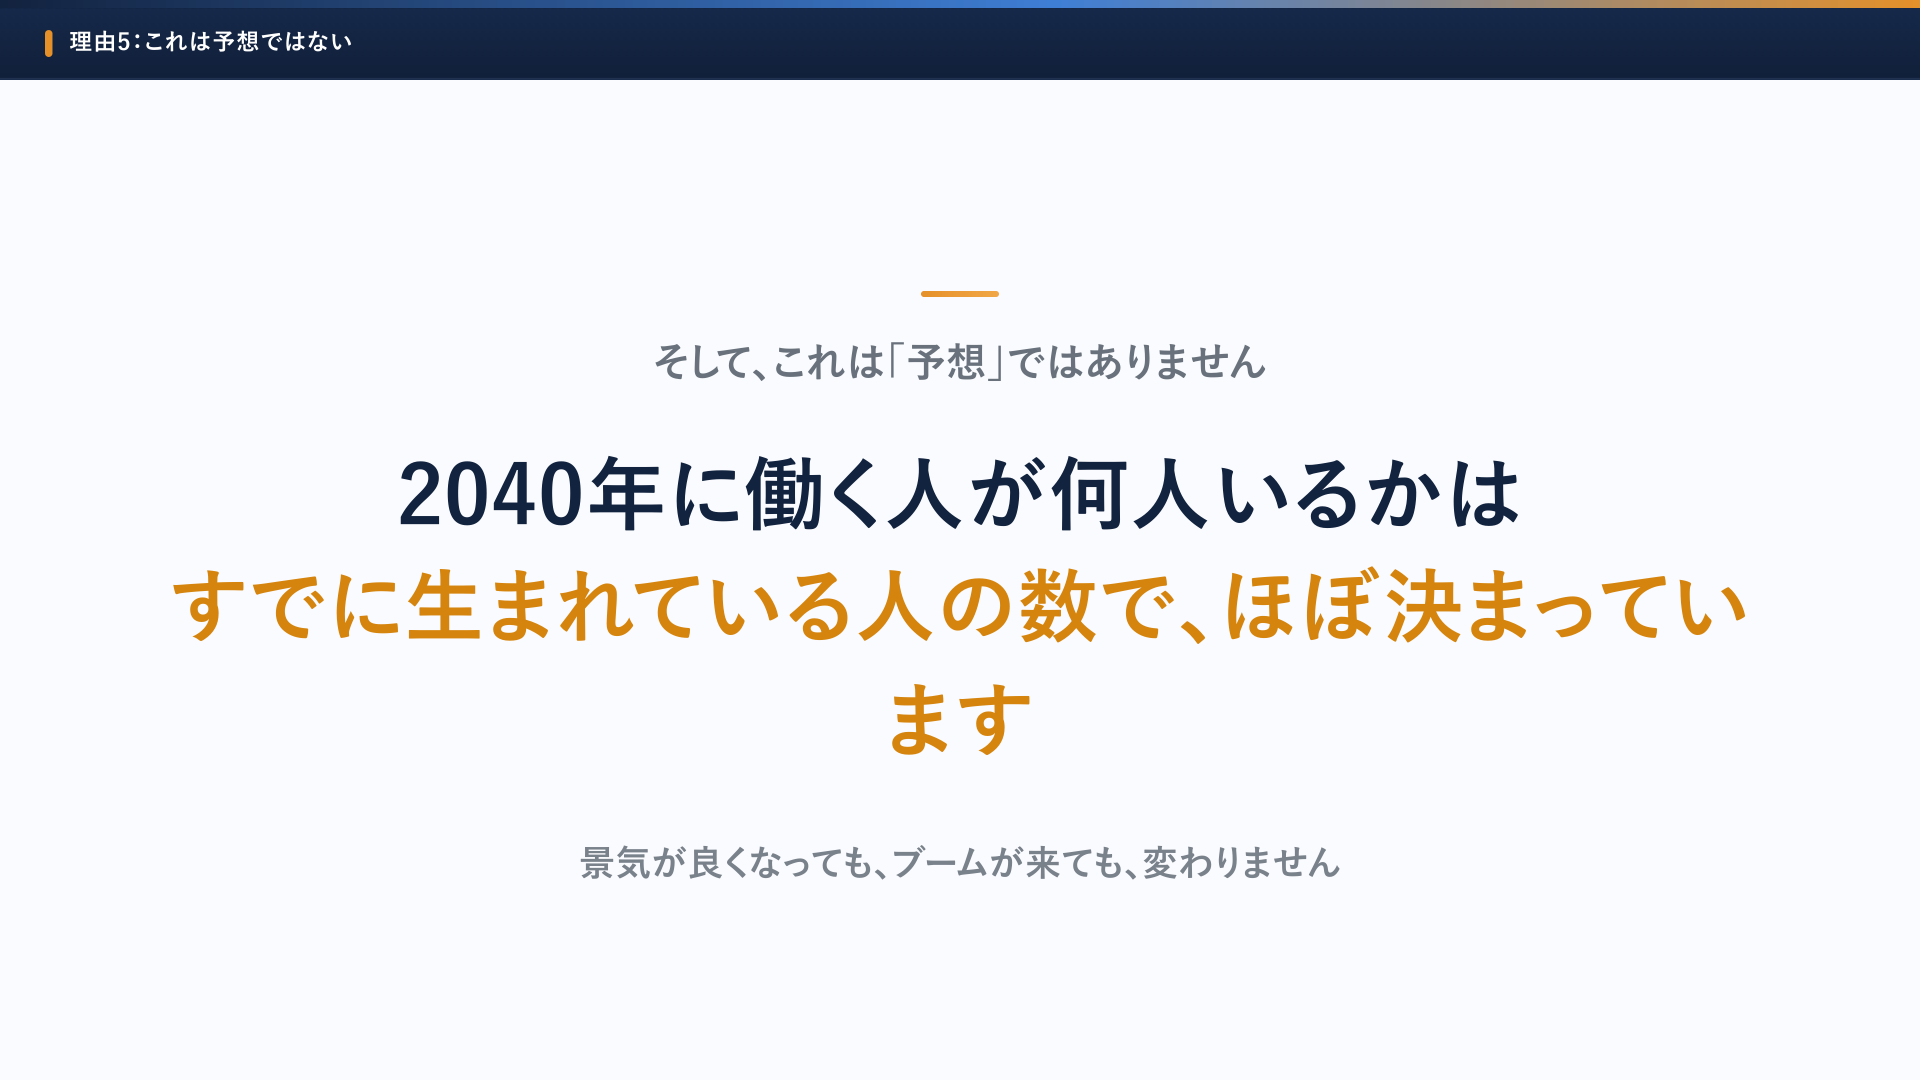 理由5：これは予想ではない
そして、これは「予想」ではありません
2040年に働く人が何人いるかは
すでに生まれている人の数で、ほぼ決まってい
ます
景気が良くなっても、ブームが来ても、変わりません